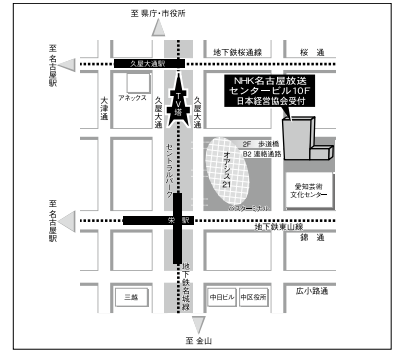 至 県庁・市役所
至 名古屋駅
地下鉄桜通線
桜 通
久屋大通駅
アネックス
大津通
久屋大通
TV塔
久屋大通
NHK名古屋放送
センタービル10F
日本経営協会受付
セントラルパーク
2F 歩道橋
B2 連絡通路
オアシス21
バスターミナル
愛知芸術
文化センター
至 名古屋駅
栄 駅
地下鉄東山線
錦 通
地下鉄名城線
三越
中日ビル
中区役所
広小路通
至 金山